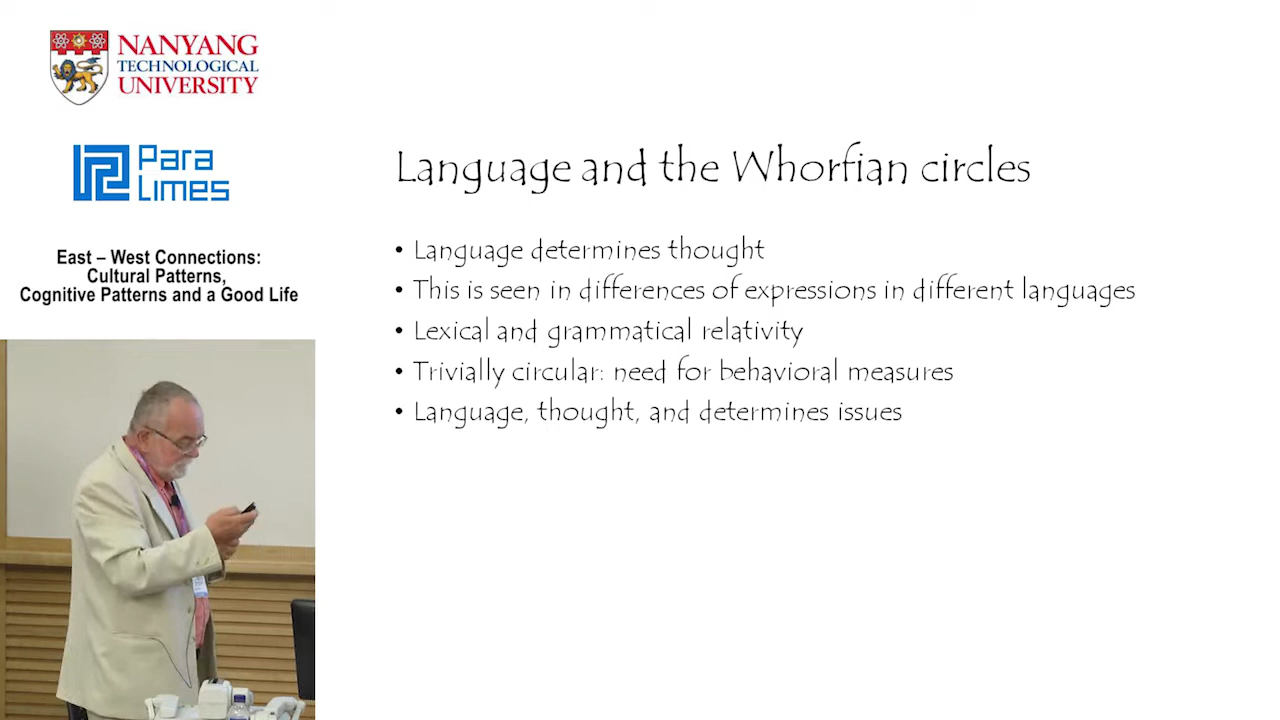 NANYANG
TECHNOLOGICAL
UNIVERSITY
Para
Limes
East – West Connections:
Cultural Patterns,
Cognitive Patterns and a Good Life
Language and the Whorfian circles
• Language determines thought
• This is seen in differences of expressions in different languages
• Lexical and grammatical relativity
• Trivially circular: need for behavioral measures
• Language, thought, and determines issues